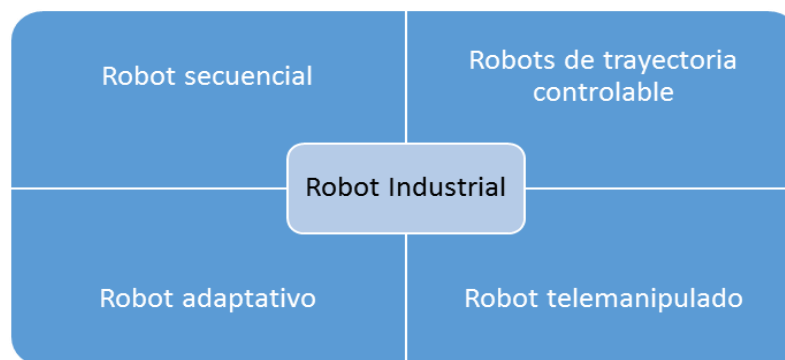 Robot secuencial
Robots de trayectoria
controlable
Robot Industrial
Robot adaptativo
Robot telemanipulado